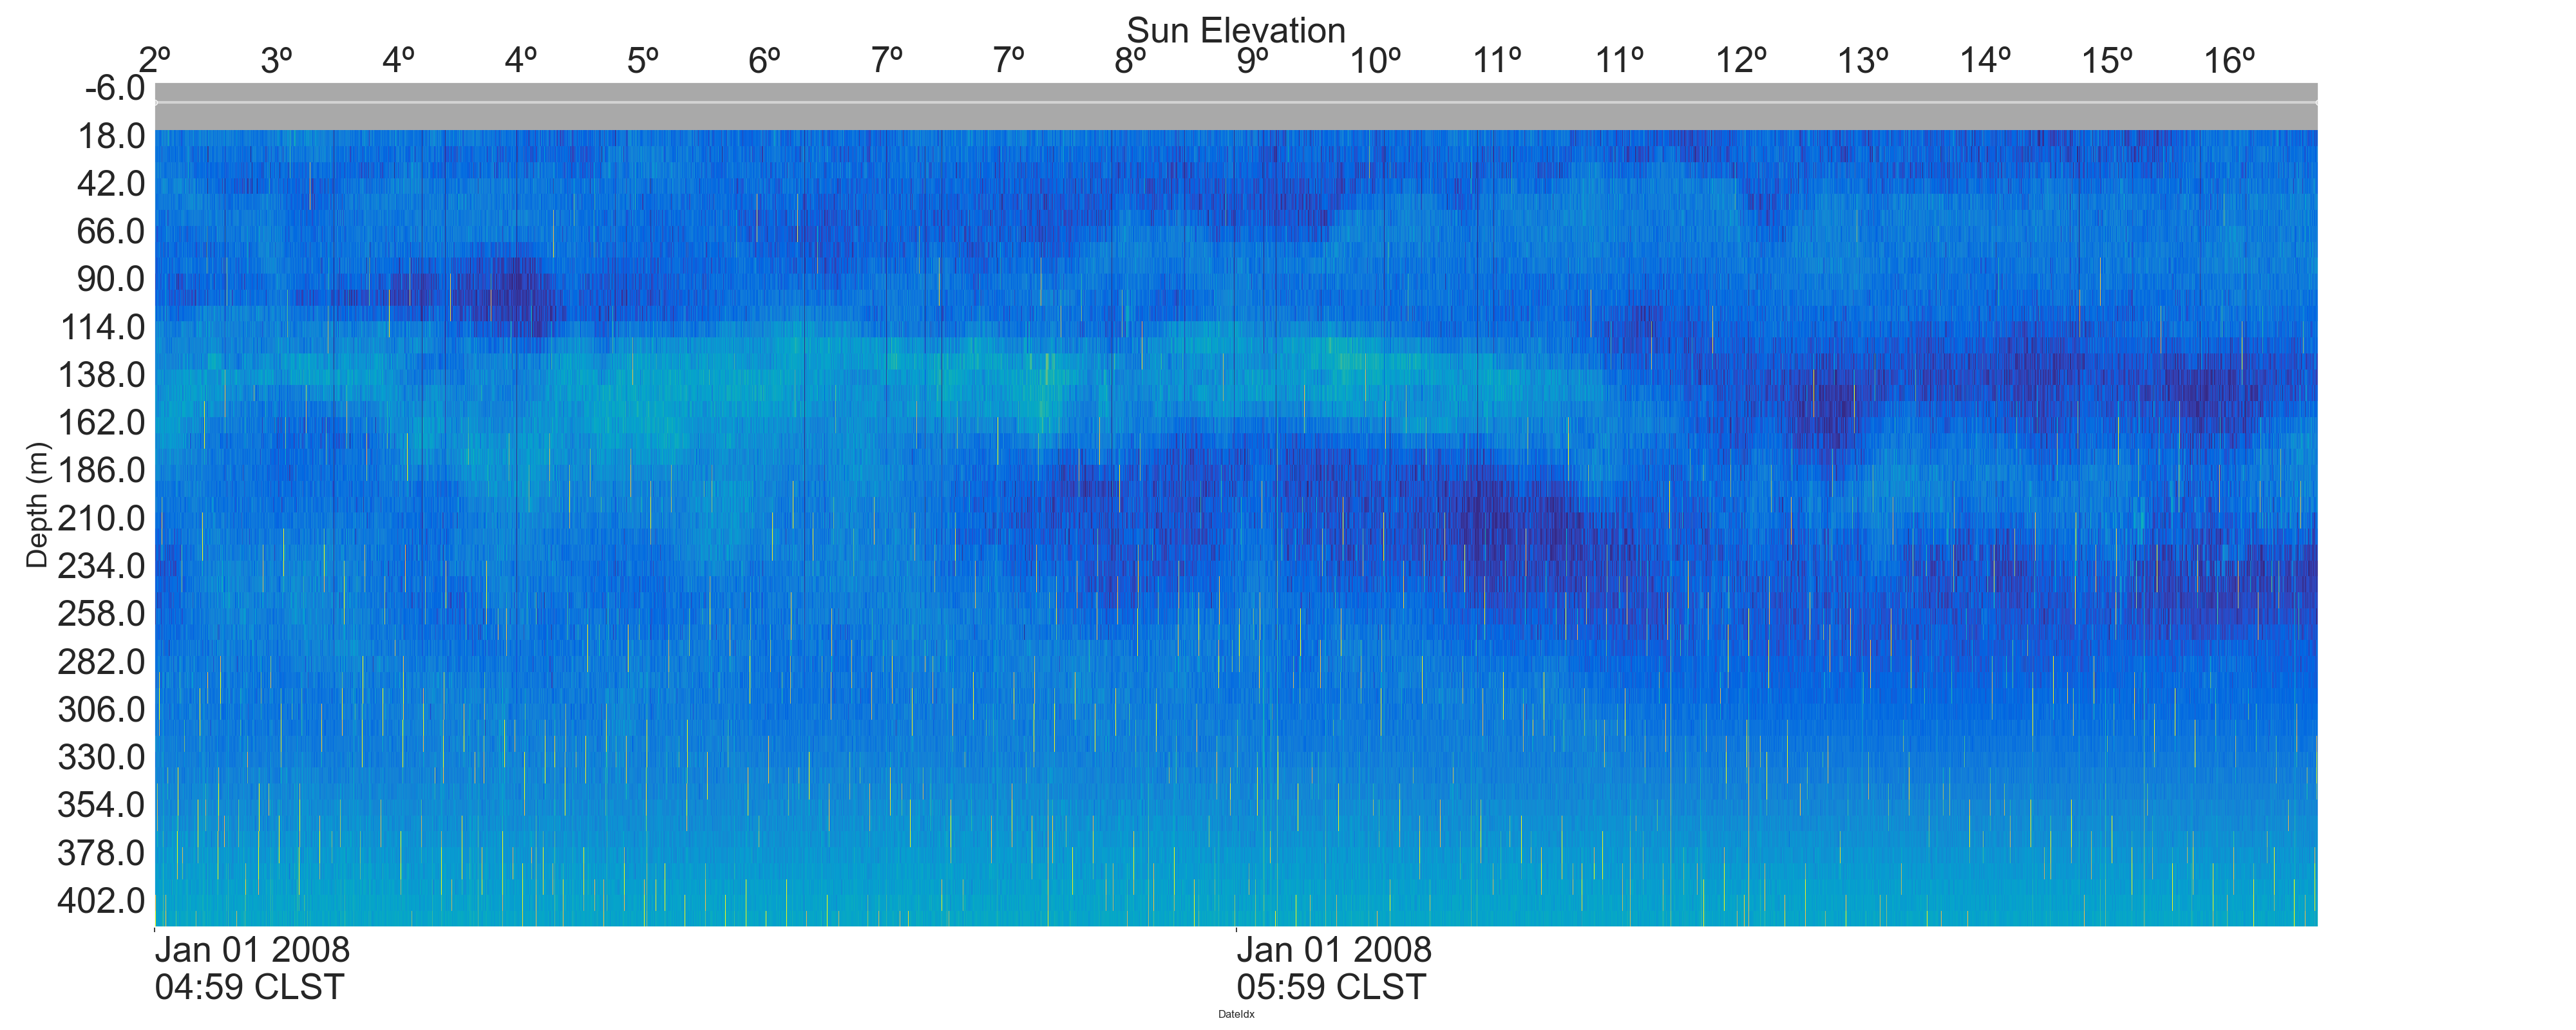 Sun Elevation
2º 3º 4º 4º 5º 6º 7º 7º 8º 9º 10º 11º 11º 12º 13º 14º 15º 16º
-6.0
18.0
42.0
66.0
90.0
114.0
138.0
162.0
186.0
210.0
234.0
258.0
282.0
306.0
330.0
354.0
378.0
402.0
Depth (m)
Jan 01 2008
04:59 CLST
Jan 01 2008
05:59 CLST
DateIdx